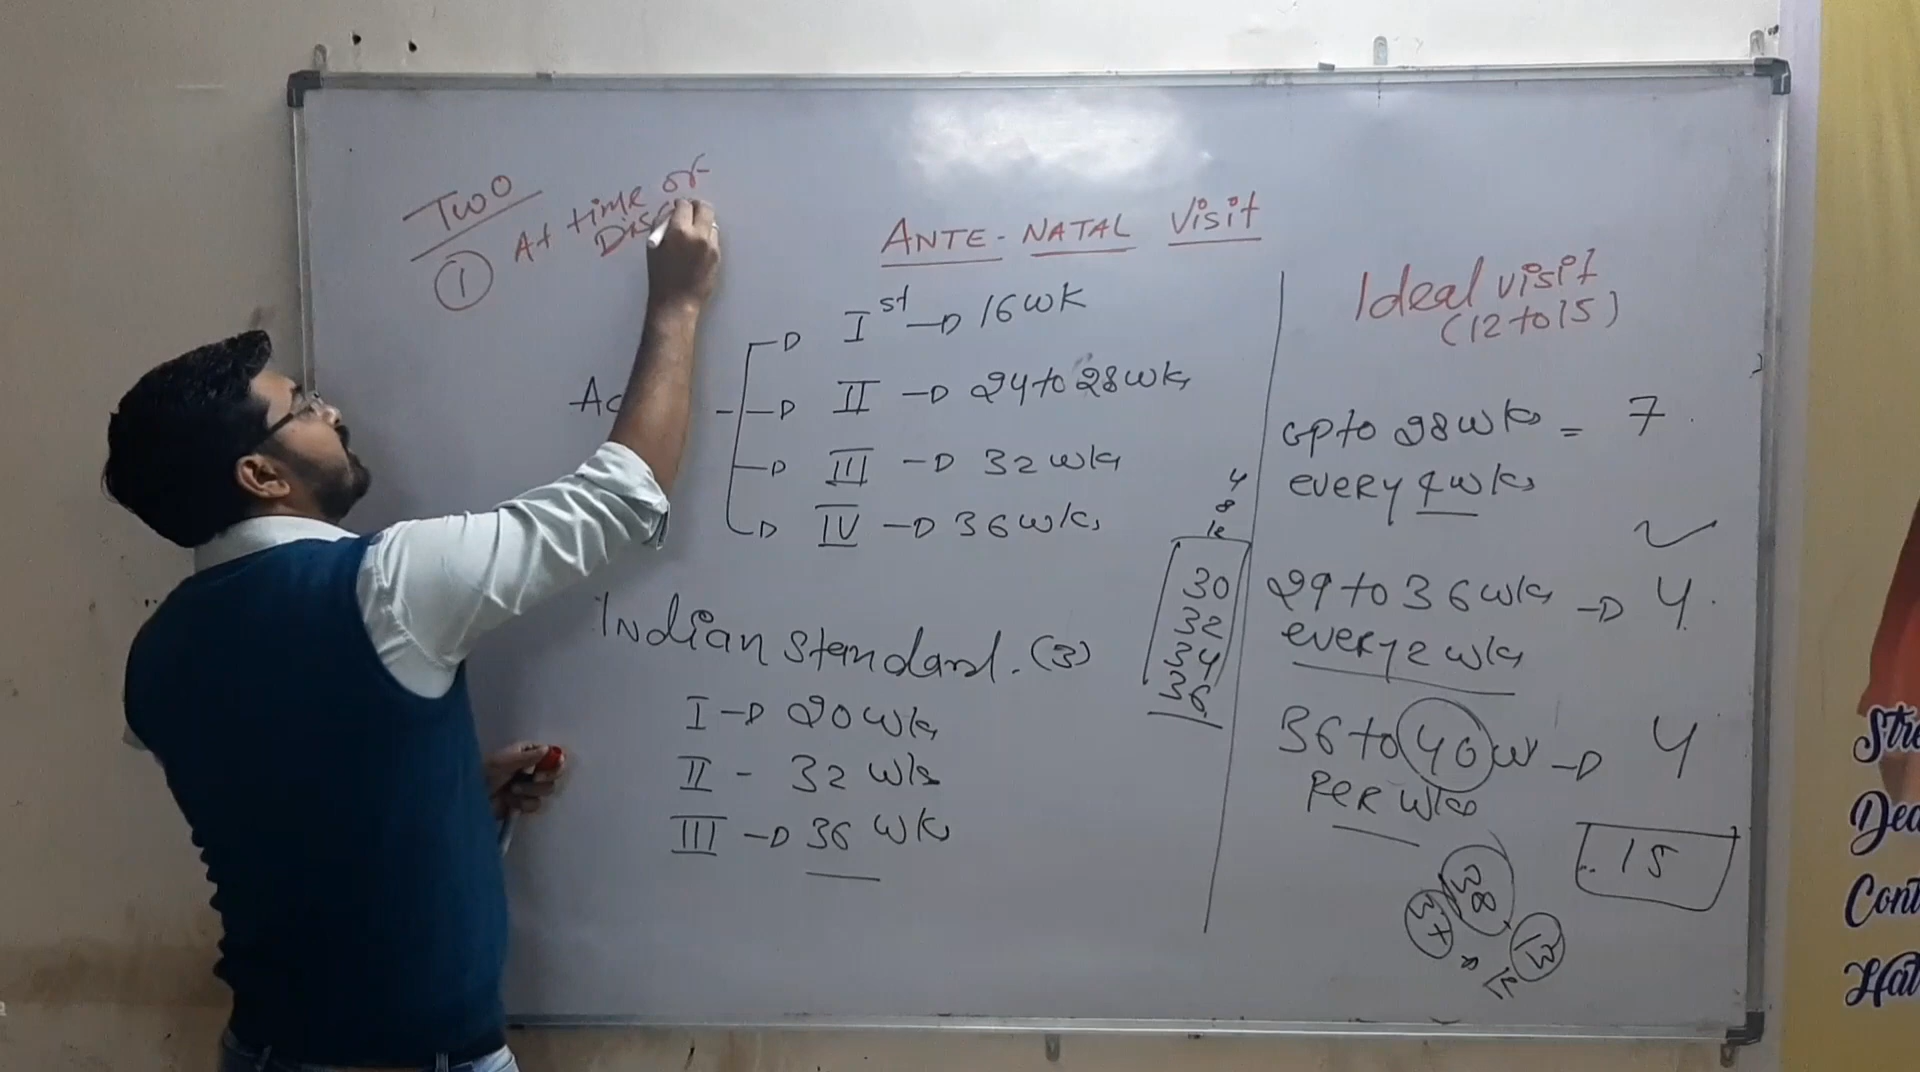 TWO
① At time of
ANTE-NATAL Visit
Iˢᵗ → 16 wk
II → 24 to 28 wks
III → 32 wks
IV → 36 wks
Indian Standard. (3)
I → 20 wks
II - 32 wks
III → 36 wks
4
8
12
30
32
34
36
Ideal visit
(12 to 15)
upto 28 wks = 7
every 4 wks
29 to 36 wks → 4
every 2 wks
36 to 40 w → 4
PER wks
15
38